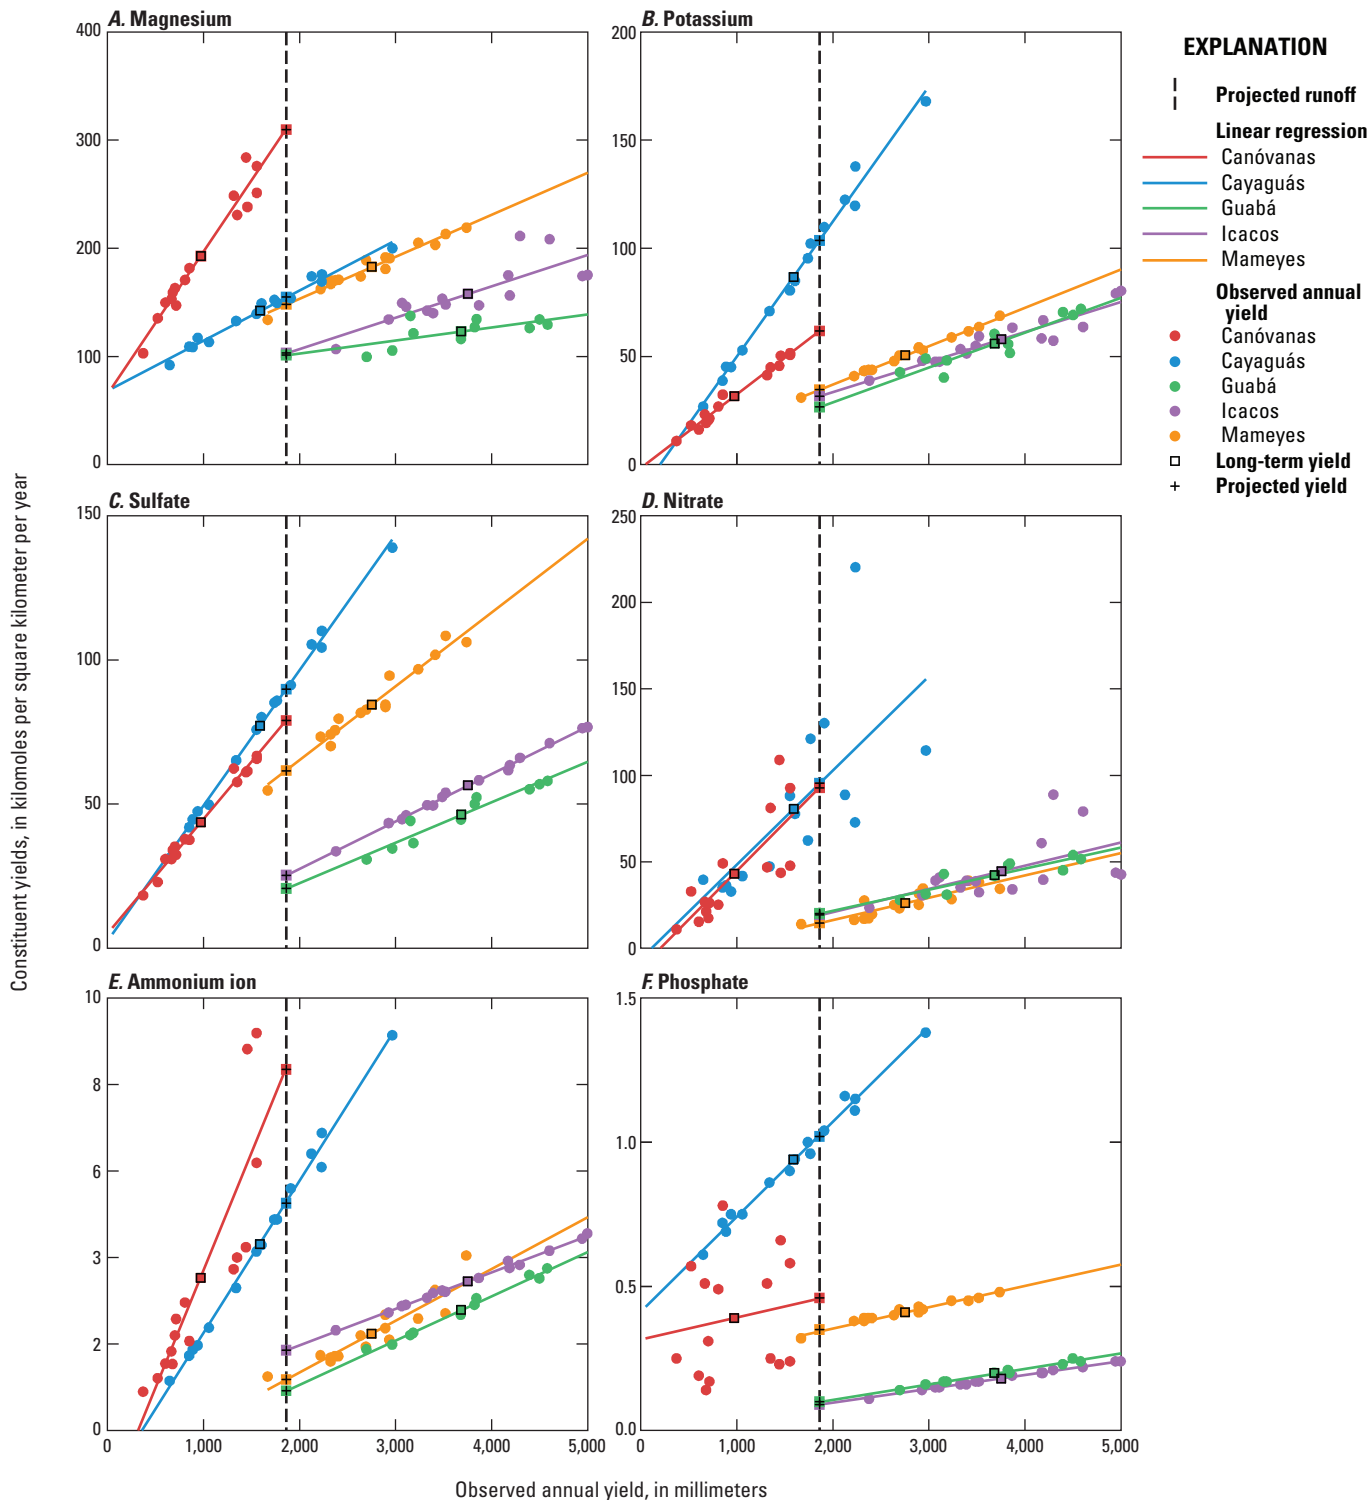 A. Magnesium
400
300
200
100
0
B. Potassium
200
150
100
50
0
EXPLANATION
Projected runoff
Linear regression
Canóvanas
Cayaguás
Guabá
Icacos
Mameyes
Observed annual
yield
Canóvanas
Cayaguás
Guabá
Icacos
Mameyes
Long-term yield
Projected yield
Constituent yields, in kilomoles per square kilometer per year
C. Sulfate
150
100
50
0
D. Nitrate
250
200
150
100
50
0
E. Ammonium ion
10
8
6
3
2
0
0 1,000 2,000 3,000 4,000 5,000
F. Phosphate
1.5
1.0
0.5
0.0
0 1,000 2,000 3,000 4,000 5,000
Observed annual yield, in millimeters